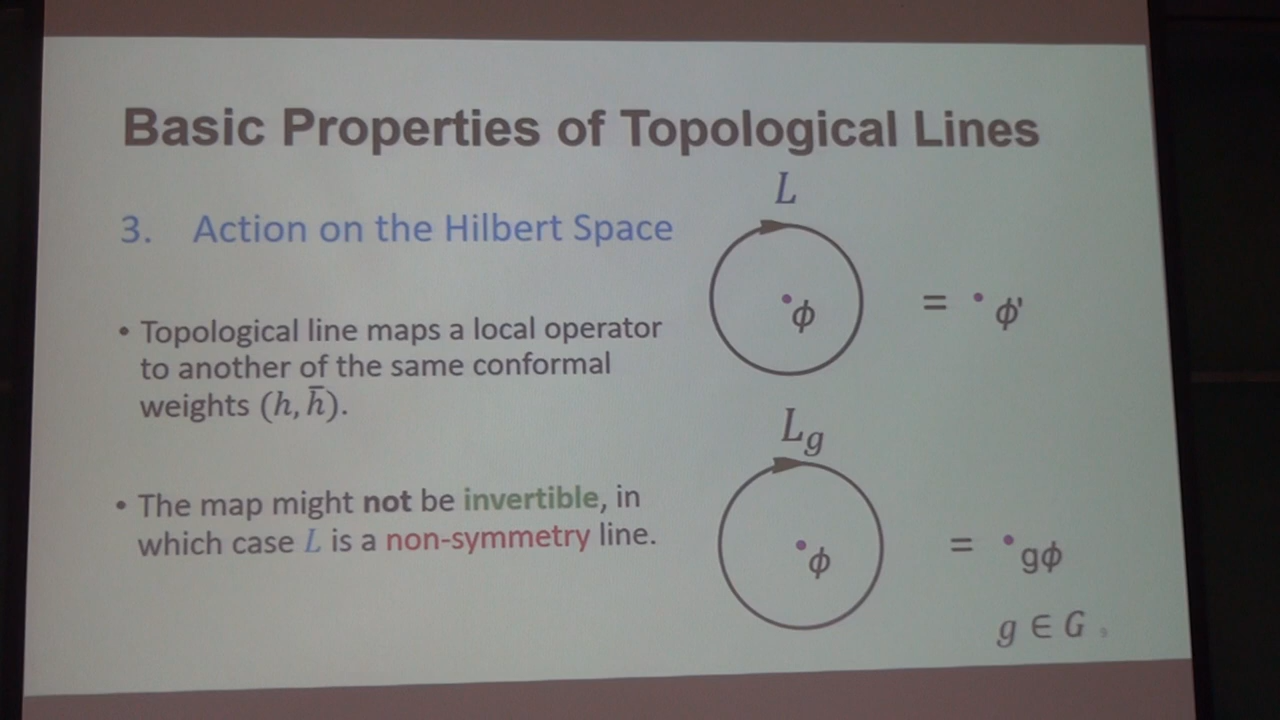 Basic Properties of Topological Lines
3. Action on the Hilbert Space
• Topological line maps a local operator
to another of the same conformal
weights (h, h̄).
• The map might not be invertible, in
which case L is a non-symmetry line.
L
ϕ
= ϕ'
L_g
ϕ
= gϕ
g ∈ G